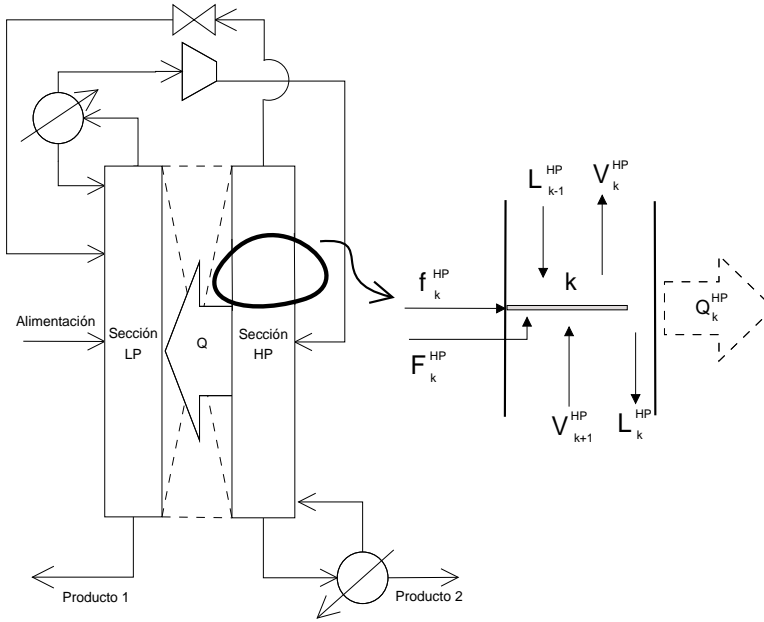 Alimentación
Sección
LP
Q
Sección
HP
Producto 1
Producto 2
L k-1 HP
V k HP
f k HP
k
F k HP
Q k HP
V k+1 HP
L k HP